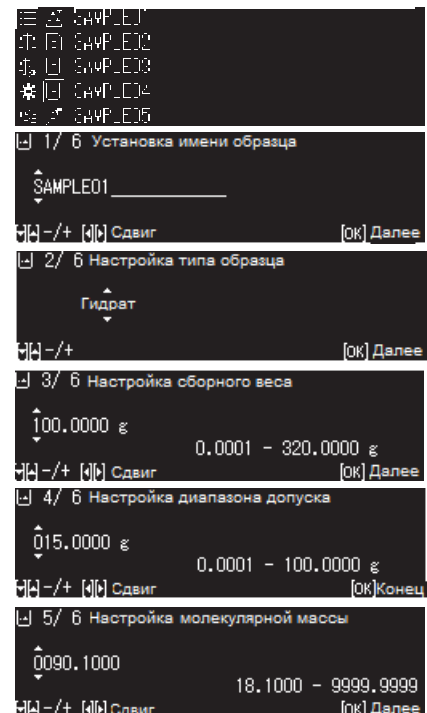 SAMPLE01
SAMPLE02
SAMPLE03
SAMPLE04
SAMPLE05
1/ 6 Установка имени образца
SAMPLE01____________
-/+ Сдвиг [OK] Далее
2/ 6 Настройка типа образца
Гидрат
-/+ [OK] Далее
3/ 6 Настройка сборного веса
100.0000 g
0.0001 - 320.0000 g
-/+ Сдвиг [OK] Далее
4/ 6 Настройка диапазона допуска
015.0000 g
0.0001 - 100.0000 g
-/+ Сдвиг [OK]Конец
5/ 6 Настройка молекулярной массы
0090.1000
18.1000 - 9999.9999
-/+ Сдвиг [OK] Далее